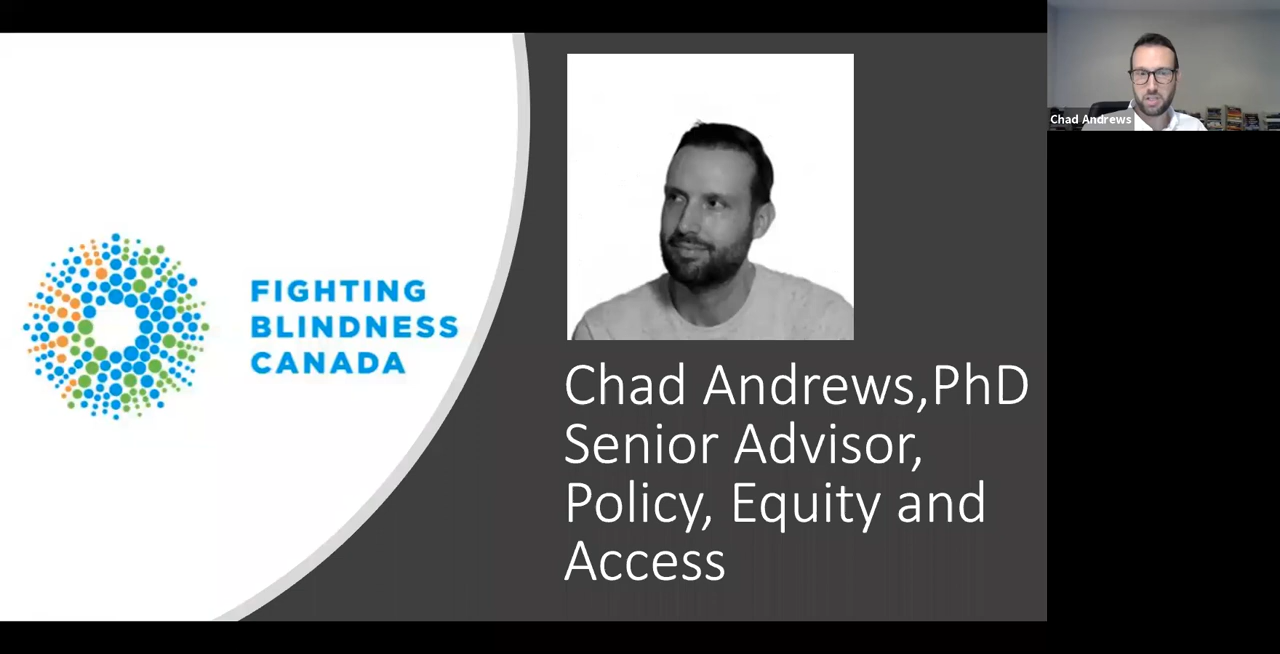 FIGHTING
BLINDNESS
CANADA
Chad Andrews,PhD
Senior Advisor,
Policy, Equity and
Access
Chad Andrews